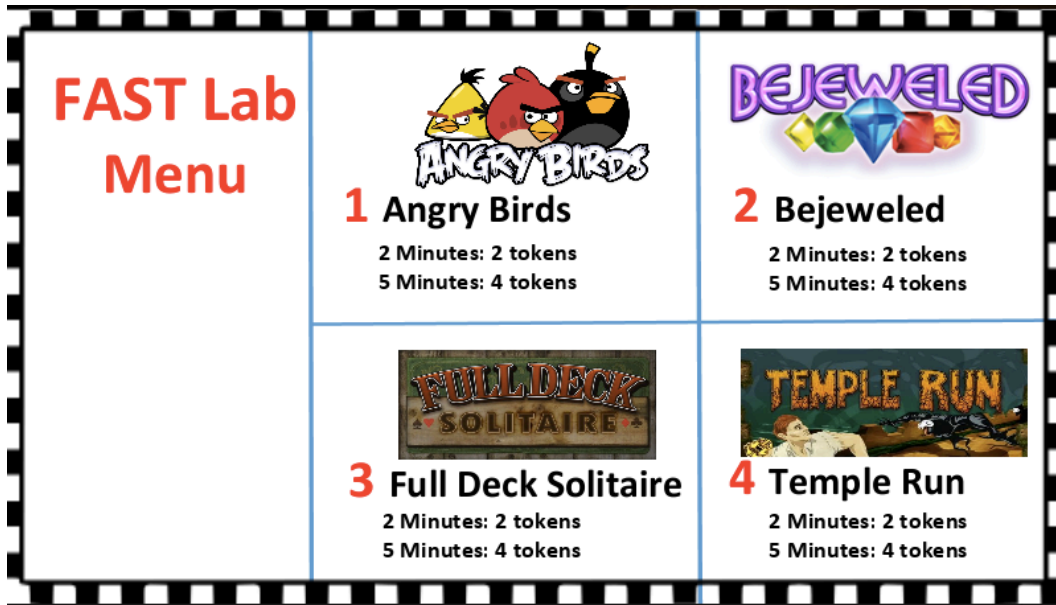 FAST Lab
Menu
ANGRY BIRDS
1 Angry Birds
2 Minutes: 2 tokens
5 Minutes: 4 tokens
BEJEWELED
2 Bejeweled
2 Minutes: 2 tokens
5 Minutes: 4 tokens
FULL DECK
SOLITAIRE
3 Full Deck Solitaire
2 Minutes: 2 tokens
5 Minutes: 4 tokens
TEMPLE RUN
4 Temple Run
2 Minutes: 2 tokens
5 Minutes: 4 tokens